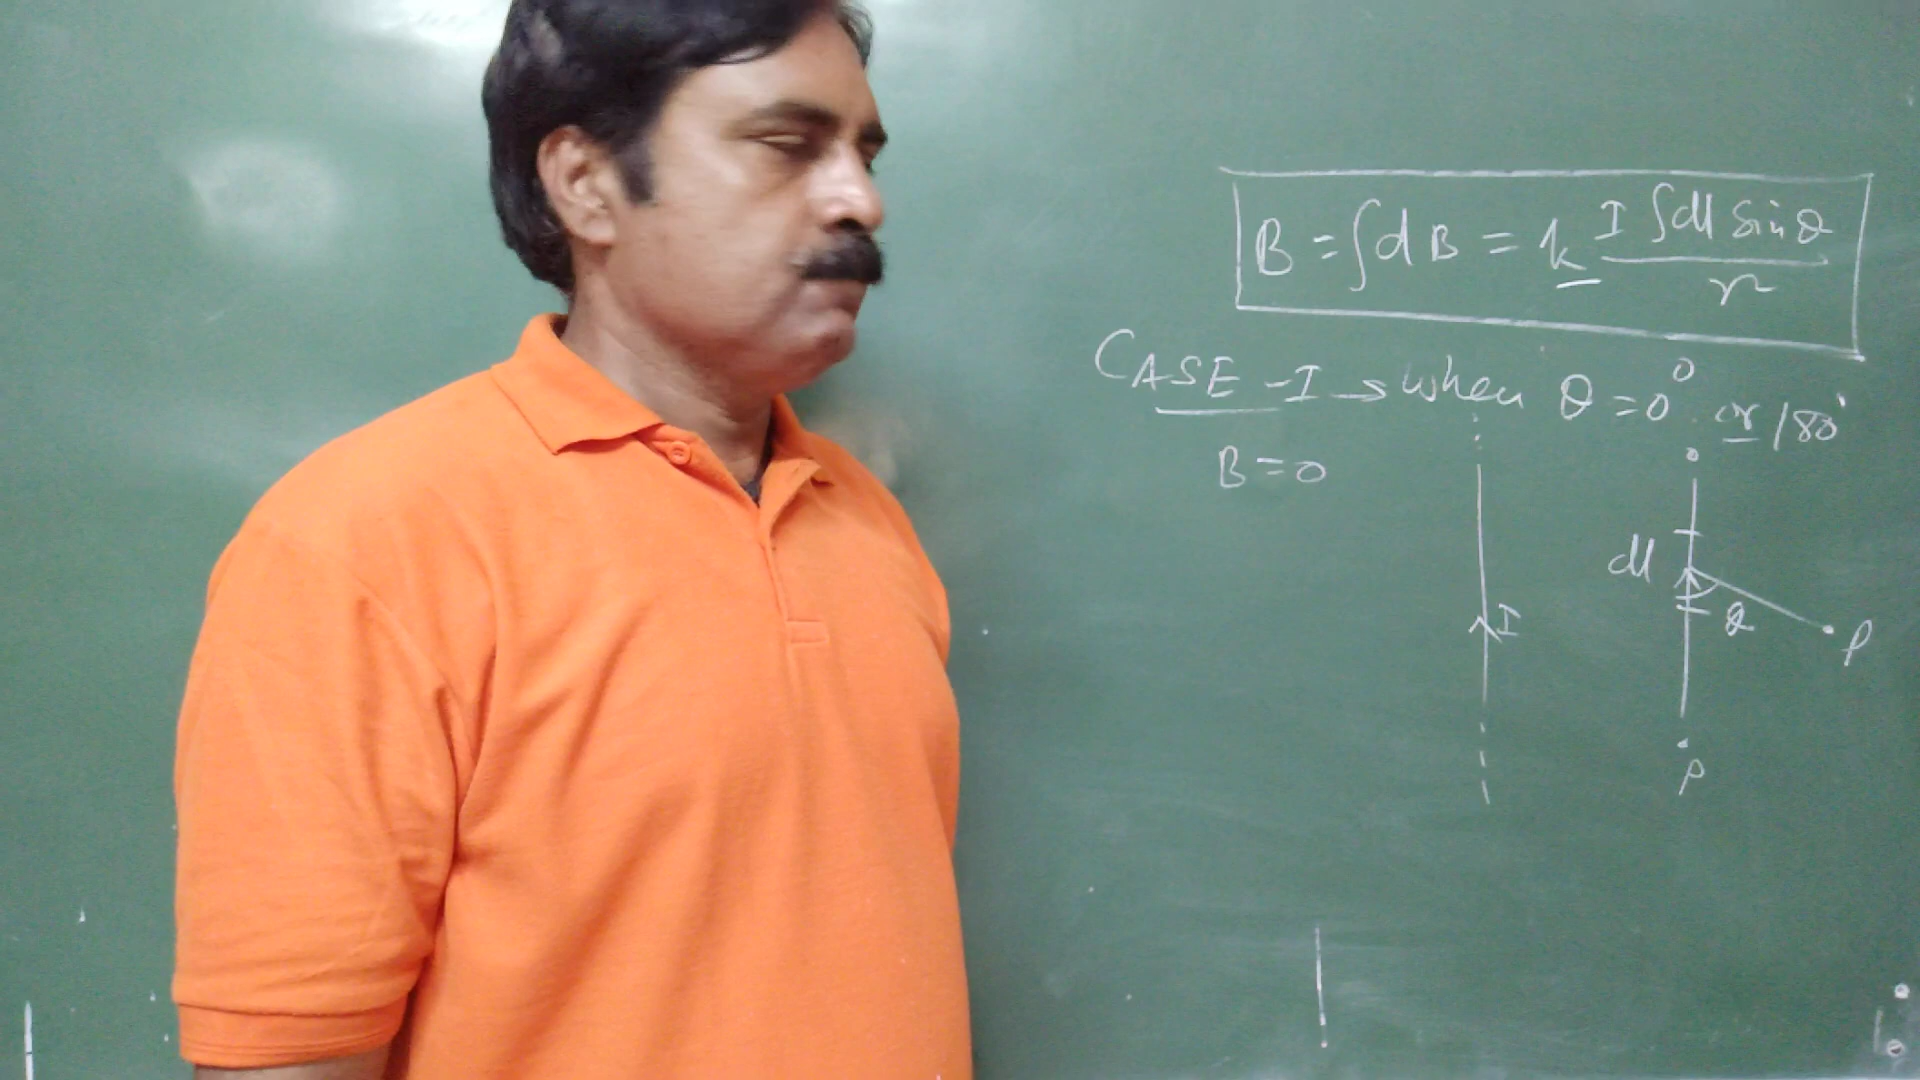 B = ∫dB = k I ∫dl sinθ / r²
CASE-I → when θ = 0° or 180°
B = 0
dl
I
θ
P
P